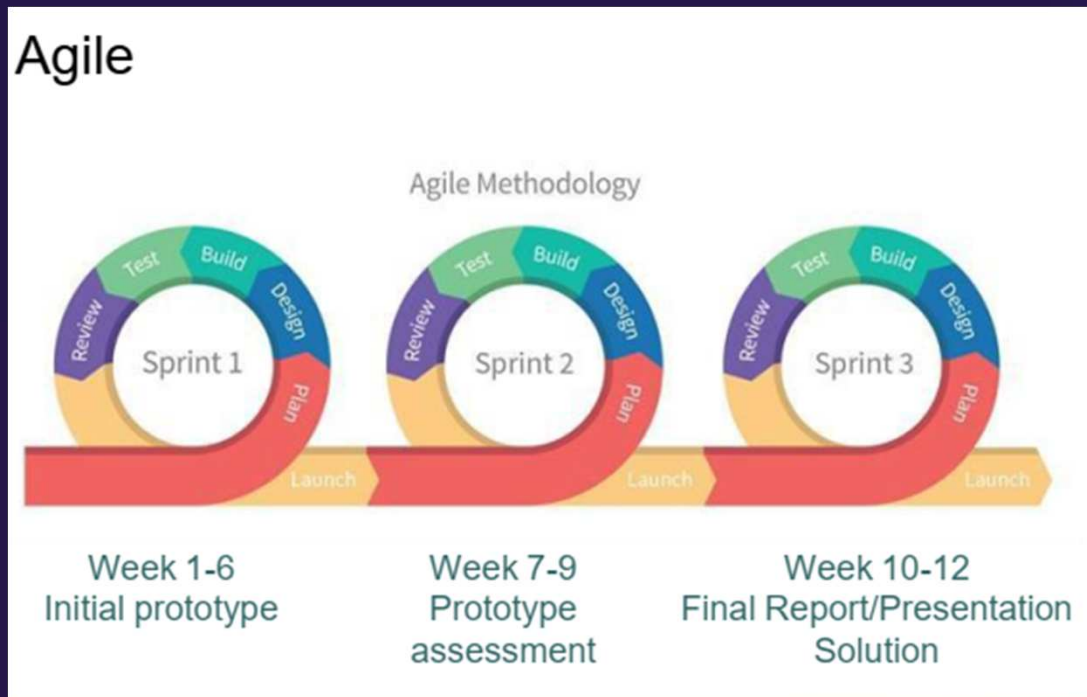 Agile
Agile Methodology
Test
Build
Review
Design
Sprint 1
Plan
Launch
Test
Build
Review
Design
Sprint 2
Plan
Launch
Test
Build
Review
Design
Sprint 3
Plan
Launch
Week 1-6
Initial prototype
Week 7-9
Prototype
assessment
Week 10-12
Final Report/Presentation
Solution